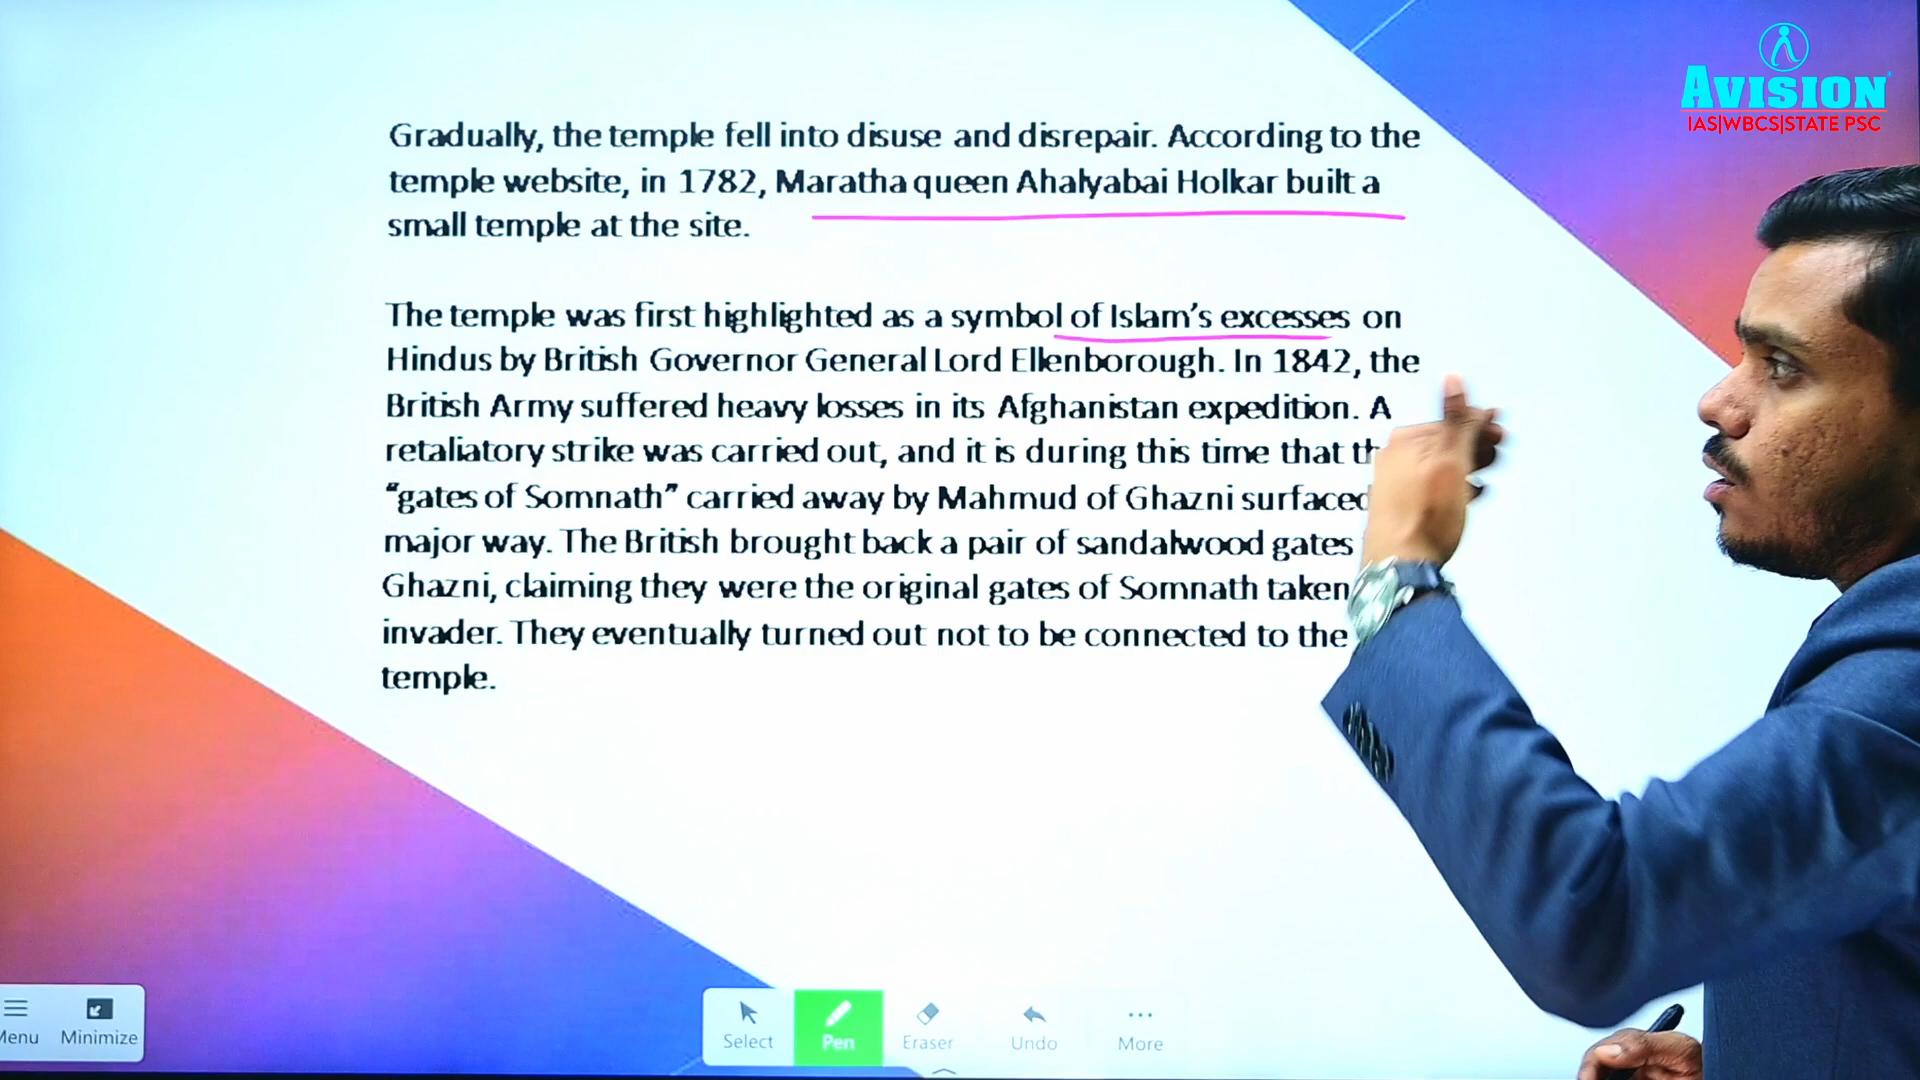 AVISION
IAS|WBCS|STATE PSC
Gradually, the temple fell into disuse and disrepair. According to the
temple website, in 1782, Maratha queen Ahalyabai Holkar built a
small temple at the site.
The temple was first highlighted as a symbol of Islam's excesses on
Hindus by British Governor General Lord Ellenborough. In 1842, the
British Army suffered heavy losses in its Afghanistan expedition. A
retaliatory strike was carried out, and it is during this time that
“gates of Somnath” carried away by Mahmud of Ghazni surfaced
major way. The British brought back a pair of sandalwood gates
Ghazni, claiming they were the original gates of Somnath taken
invader. They eventually turned out not to be connected to the
temple.
Menu Minimize Select Pen Eraser Undo More